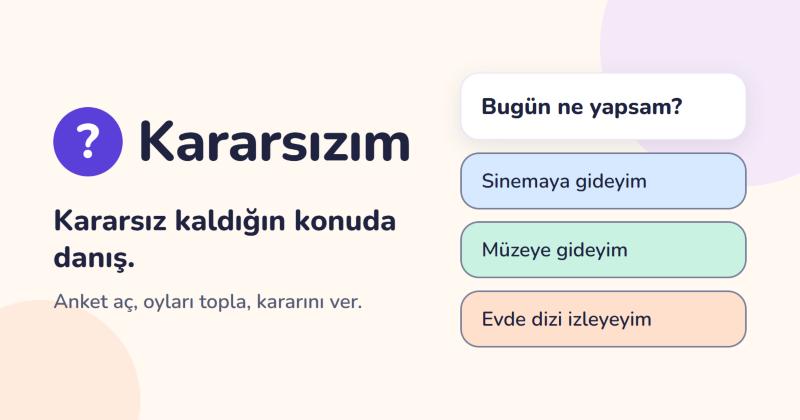 ?
Kararsızım
Kararsız kaldığın konuda
danış.
Anket aç, oyları topla, kararını ver.
Bugün ne yapsam?
Sinemaya gideyim
Müzeye gideyim
Evde dizi izleyeyim